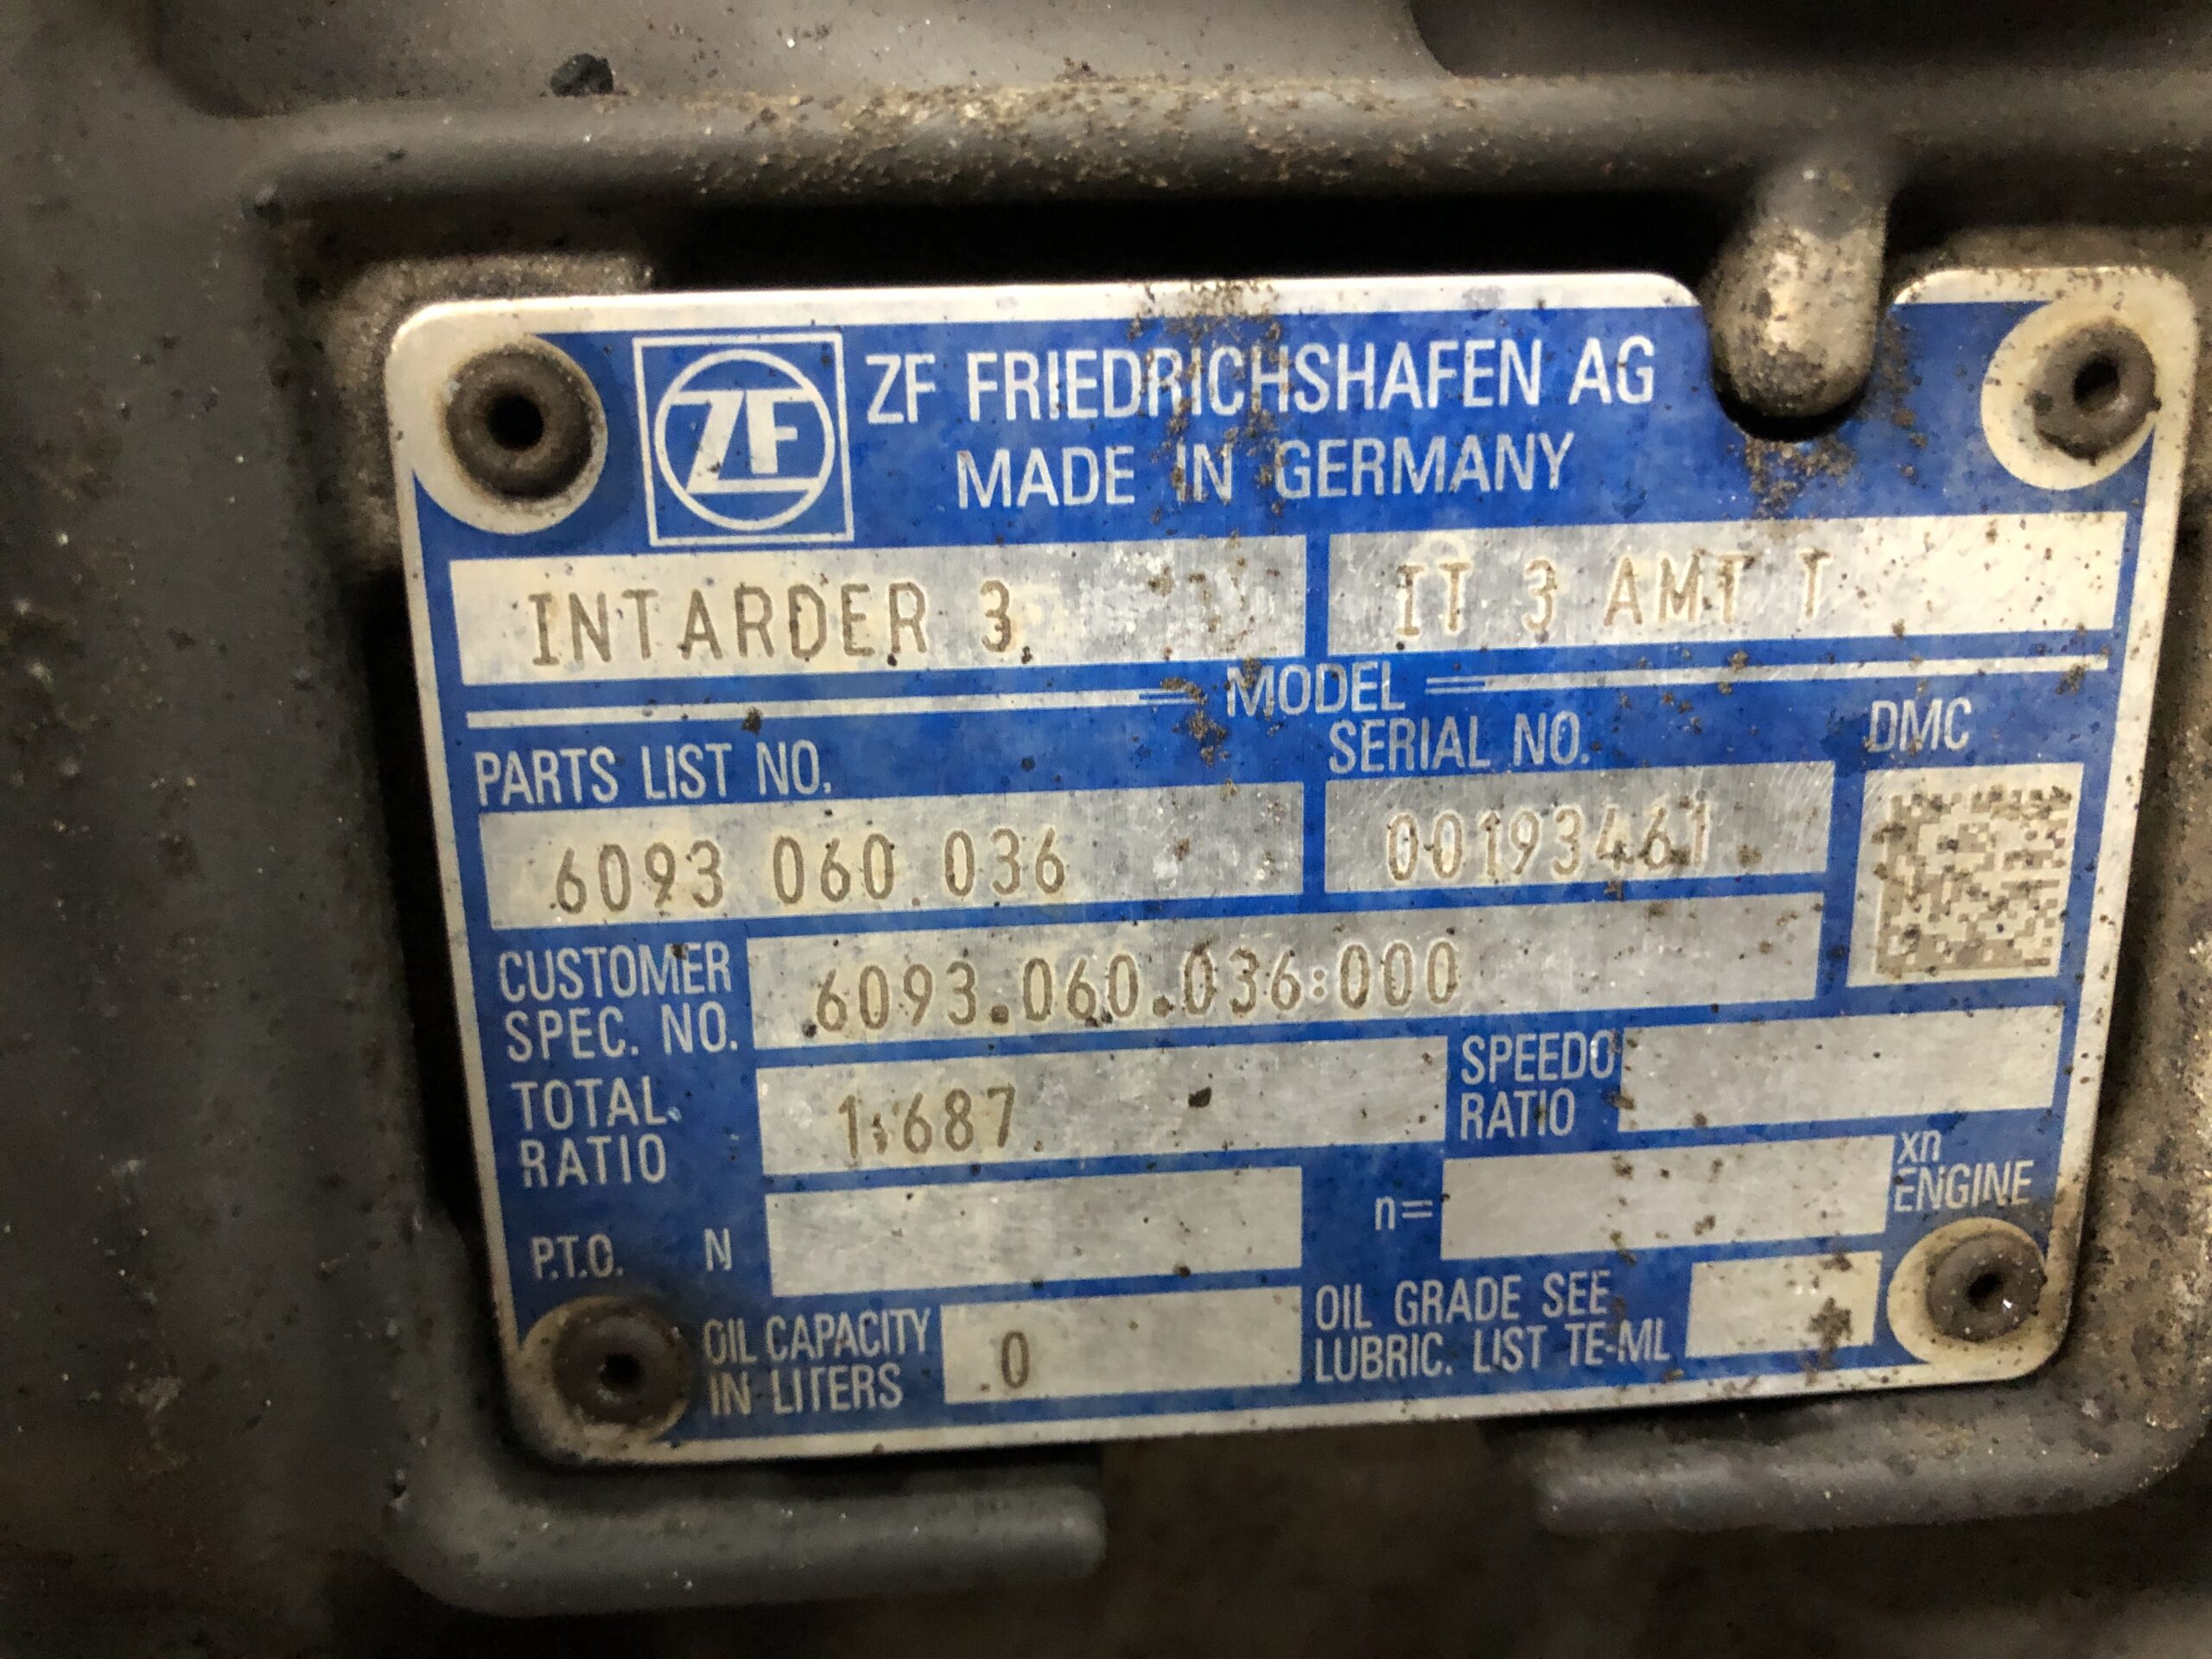 ZF
ZF FRIEDRICHSHAFEN AG
MADE IN GERMANY
INTARDER 3
IT 3 AMT T
MODEL
PARTS LIST NO.
SERIAL NO.
DMC
6093 060 036
00193461
CUSTOMER
SPEC. NO.
6093.060.036:000
TOTAL
RATIO
1.687
SPEEDO
RATIO
P.T.O. N
n=
xn
ENGINE
OIL CAPACITY
IN LITERS
.0
OIL GRADE SEE
LUBRIC. LIST TE-ML